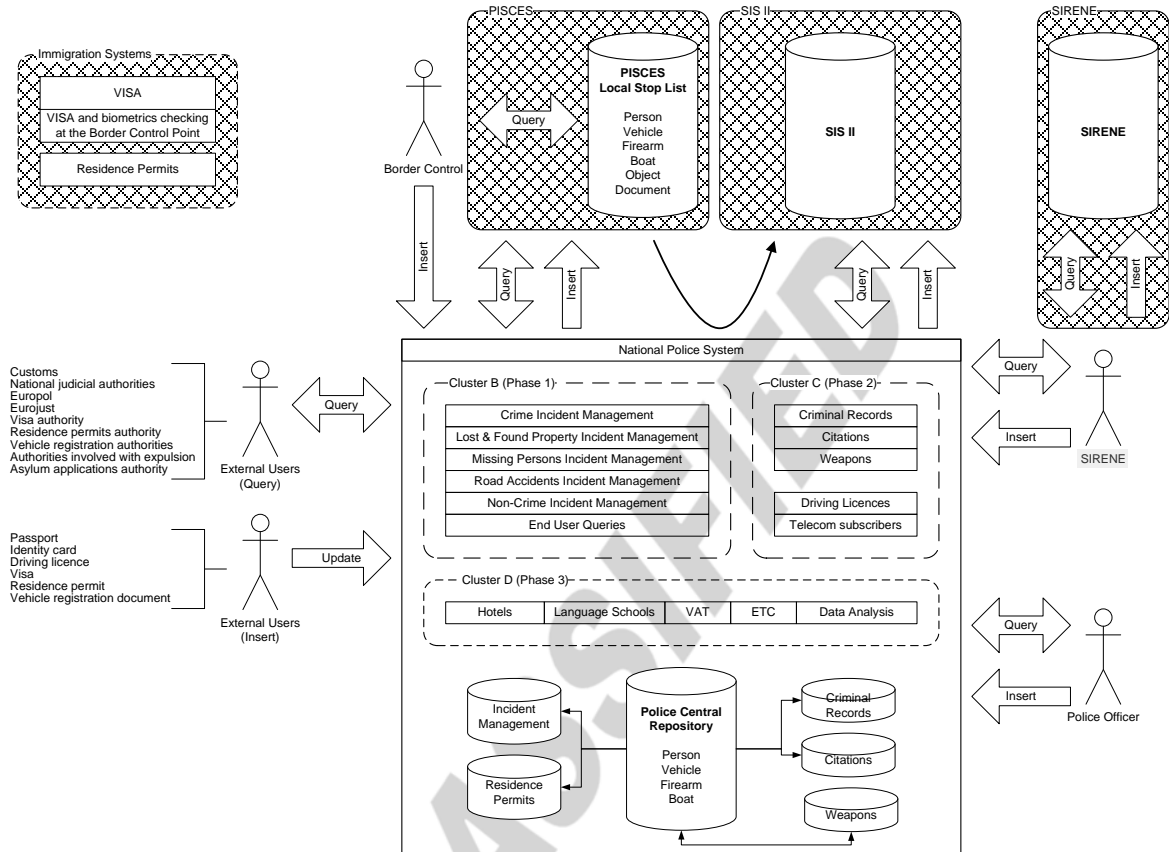 PISCES
SIS II
SIRENE
Immigration Systems
VISA
VISA and biometrics checking
at the Border Control Point
Residence Permits
Border Control
Query
PISCES
Local Stop List
Person
Vehicle
Firearm
Boat
Object
Document
SIS II
SIRENE
Insert
Query
Insert
Query
Insert
Query
Insert
National Police System
Customs
National judicial authorities
Europol
Eurojust
Visa authority
Residence permits authority
Vehicle registration authorities
Authorities involved with expulsion
Asylum applications authority
External Users
(Query)
Query
Cluster B (Phase 1)
Crime Incident Management
Lost & Found Property Incident Management
Missing Persons Incident Management
Road Accidents Incident Management
Non-Crime Incident Management
End User Queries
Cluster C (Phase 2)
Criminal Records
Citations
Weapons
Driving Licences
Telecom subscribers
Query
Insert
SIRENE
Passport
Identity card
Driving licence
Visa
Residence permit
Vehicle registration document
External Users
(Insert)
Update
Cluster D (Phase 3)
Hotels
Language Schools
VAT
ETC
Data Analysis
Query
Insert
Police Officer
Incident
Management
Residence
Permits
Police Central
Repository
Person
Vehicle
Firearm
Boat
Criminal
Records
Citations
Weapons
ASSIFIED